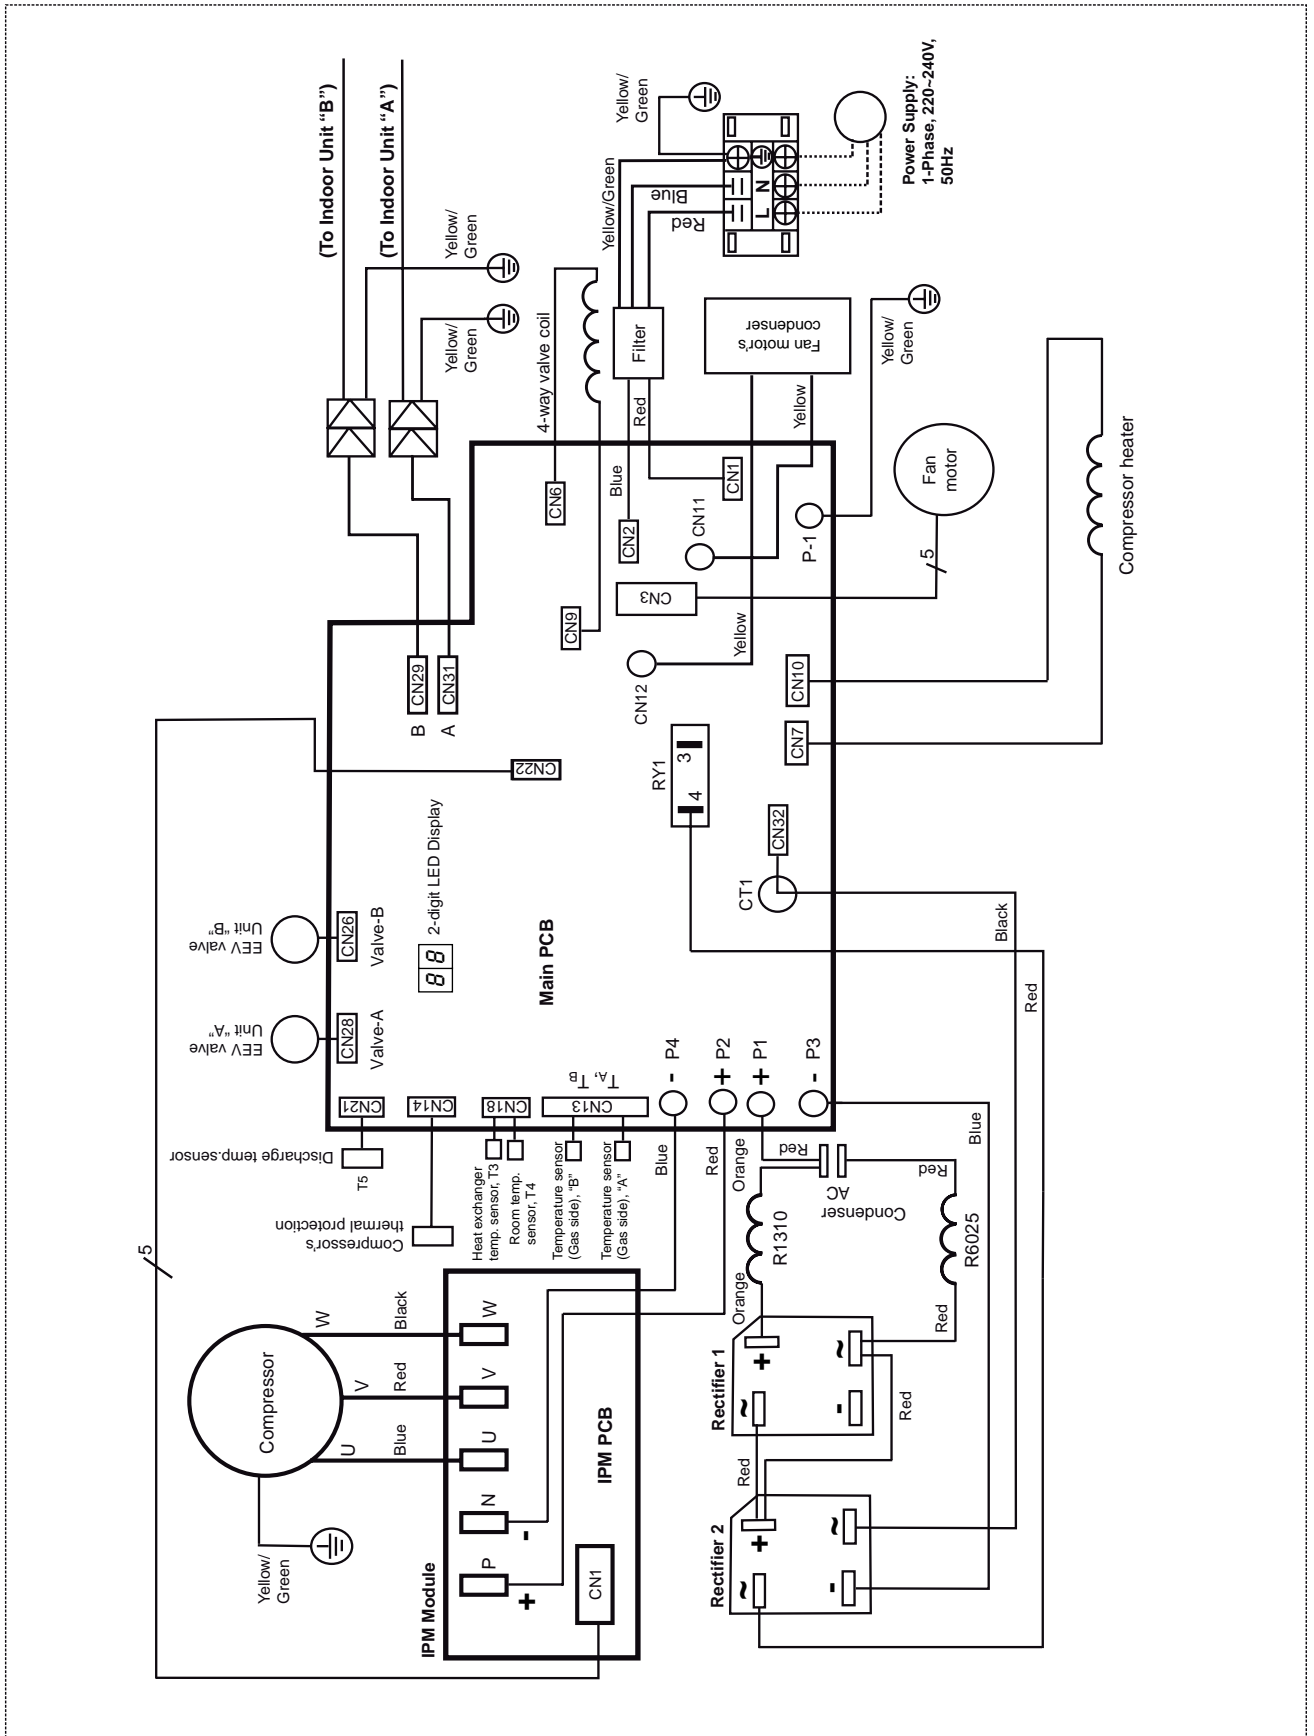 (To Indoor Unit “B”)
(To Indoor Unit “A”)
Yellow/
Green
Yellow/
Green
Yellow/
Green
Power Supply:
1-Phase, 220~240V,
50Hz
Yellow/Green
Blue
Red
L
N
4-way valve coil
Filter
Fan motor's
condenser
Blue
Red
Yellow
Yellow
Yellow/
Green
Fan
motor
5
Compressor heater
CN6
CN2
CN1
CN11
P-1
CN9
CN3
CN12
CN10
CN7
B
CN29
A
CN31
CN22
RY1
3
4
CN32
CT1
Black
Red
EEV valve
Unit “B”
CN26
Valve-B
EEV valve
Unit “A”
CN28
Valve-A
88
2-digit LED Display
Main PCB
CN21
CN14
CN18
CN13
TA, TB
- P4
+ P2
+ P1
- P3
Discharge temp.sensor
T5
Compressor's
thermal protection
Heat exchanger
temp. sensor, T3
Room temp.
sensor, T4
Temperature sensor
(Gas side), “B”
Temperature sensor
(Gas side), “A”
Blue
Red
Orange
Red
Blue
AC
Condenser
Red
R1310
R6025
Orange
Red
5
Compressor
W
Black
V
Red
U
Blue
Yellow/
Green
IPM Module
IPM PCB
W
V
U
N
-
P
+
CN1
Rectifier 1
+
~
~
-
Red
Red
Rectifier 2
+
~
~
-